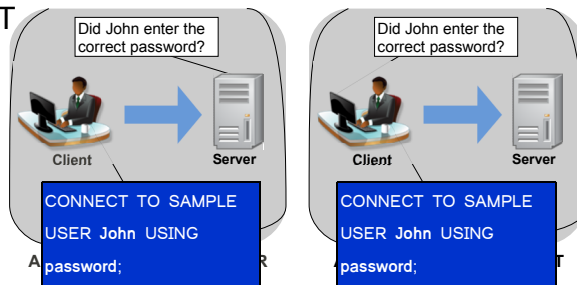 T
Did John enter the
correct password?
Client
Server
CONNECT TO SAMPLE
USER John USING
password;
A
R
Did John enter the
correct password?
Client
Server
CONNECT TO SAMPLE
USER John USING
password;
A
T